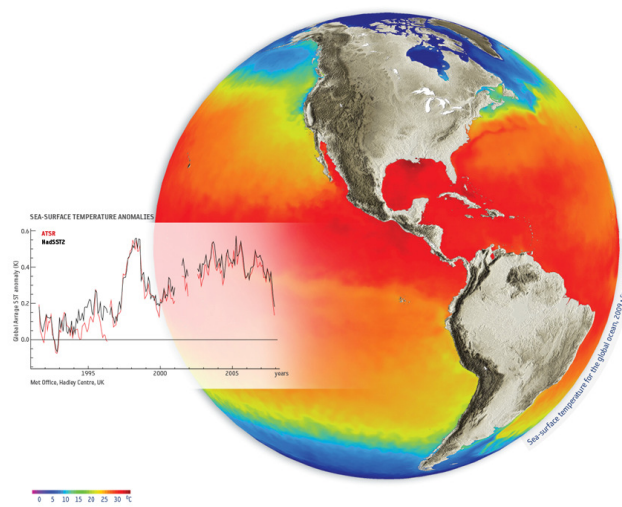 SEA-SURFACE TEMPERATURE ANOMALIES
ATSR
HadSST2
Global Average SST anomaly (K)
0.6
0.4
0.2
0.0
1995 2005 years
Met Office, Hadley Centre, UK
Sea-surface temperature for the global ocean, 2009
0 5 10 15 20 25 30 °C